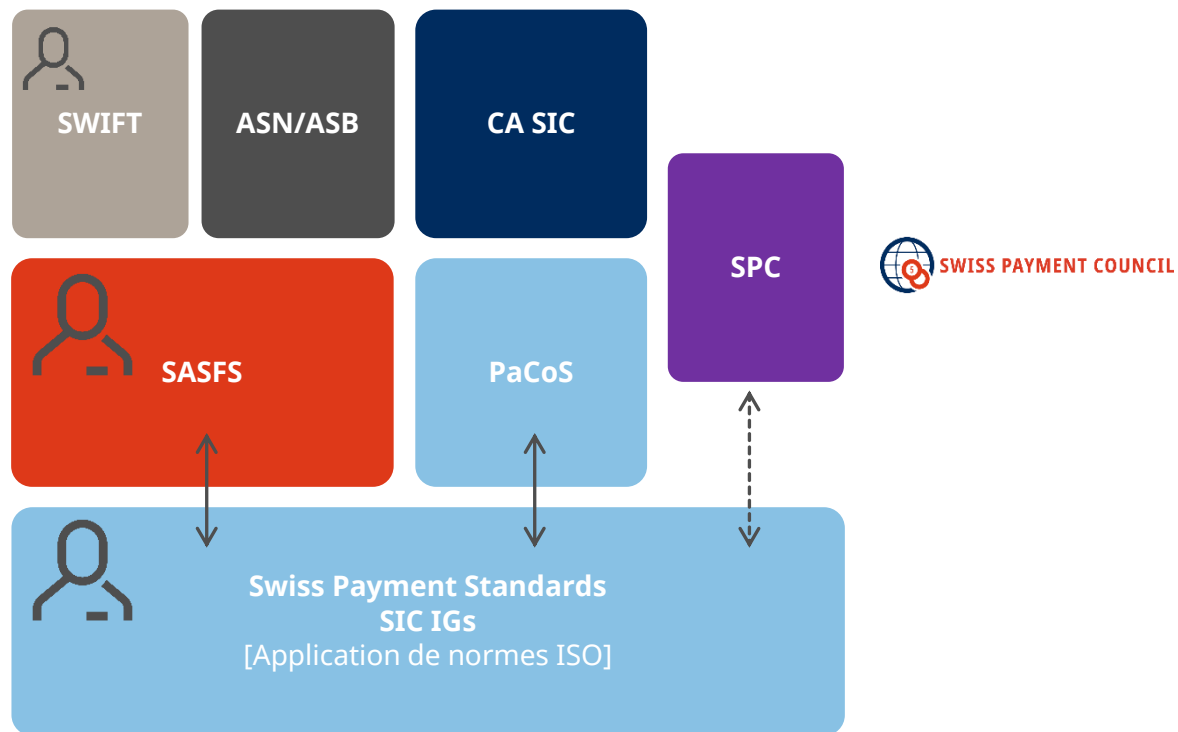 SWIFT
ASN/ASB
CA SIC
SPC
SWISS PAYMENT COUNCIL
SASFS
PaCoS
Swiss Payment Standards
SIC IGs
[Application de normes ISO]